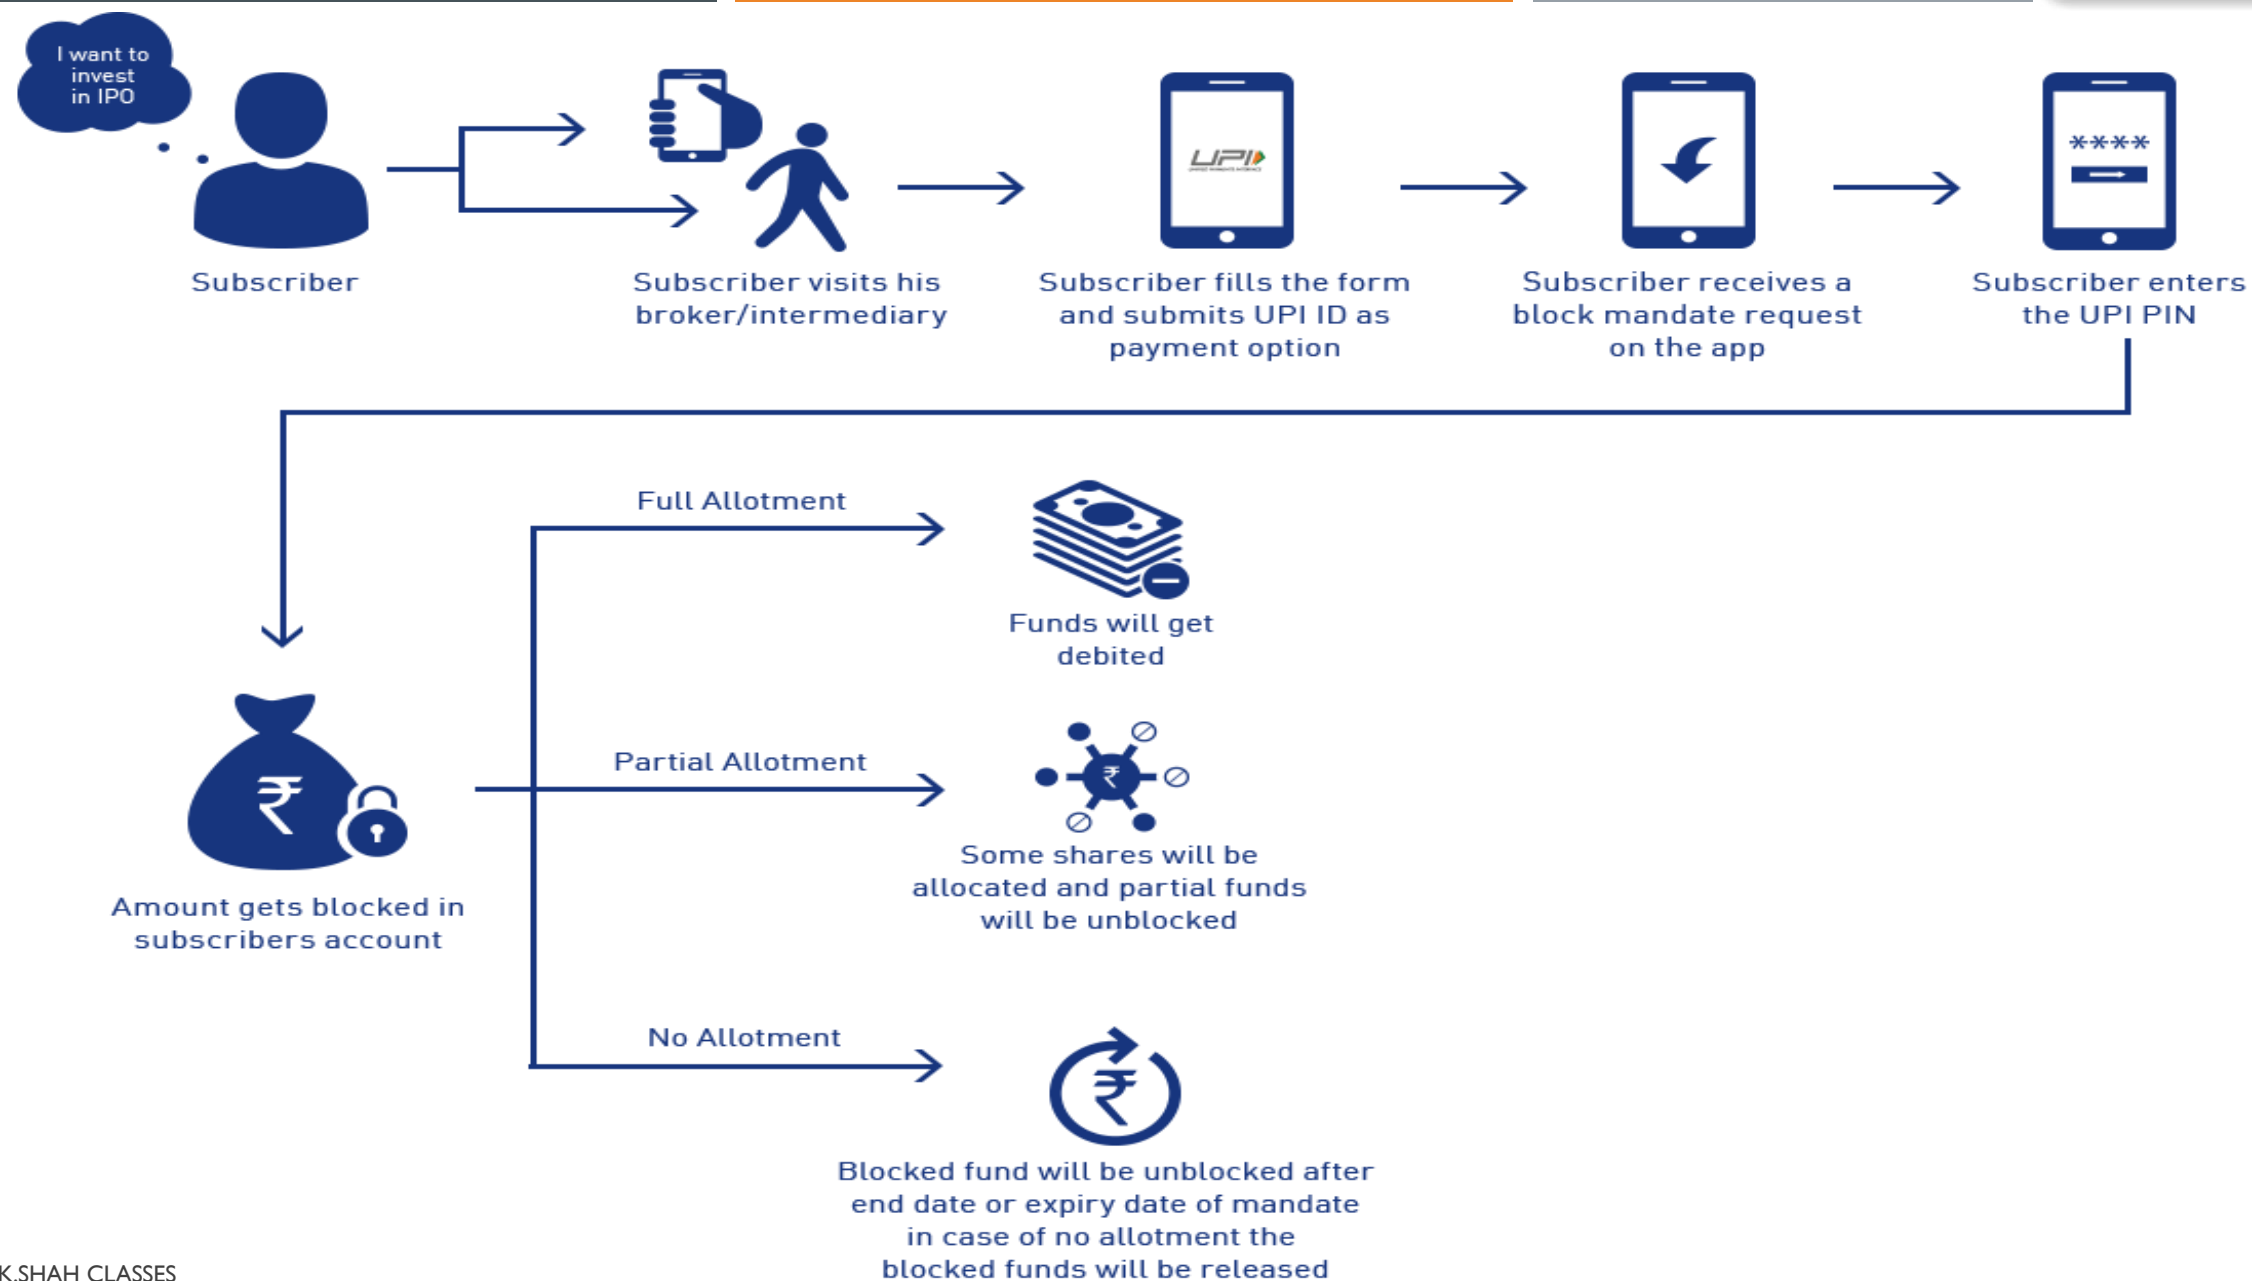 I want to
invest
in IPO
UPI
UNIFIED PAYMENTS INTERFACE
****
Subscriber
Subscriber visits his
broker/intermediary
Subscriber fills the form
and submits UPI ID as
payment option
Subscriber receives a
block mandate request
on the app
Subscriber enters
the UPI PIN
Full Allotment
Funds will get
debited
₹
Partial Allotment
₹
Some shares will be
allocated and partial funds
will be unblocked
Amount gets blocked in
subscribers account
No Allotment
₹
Blocked fund will be unblocked after
end date or expiry date of mandate
in case of no allotment the
blocked funds will be released
K.SHAH CLASSES